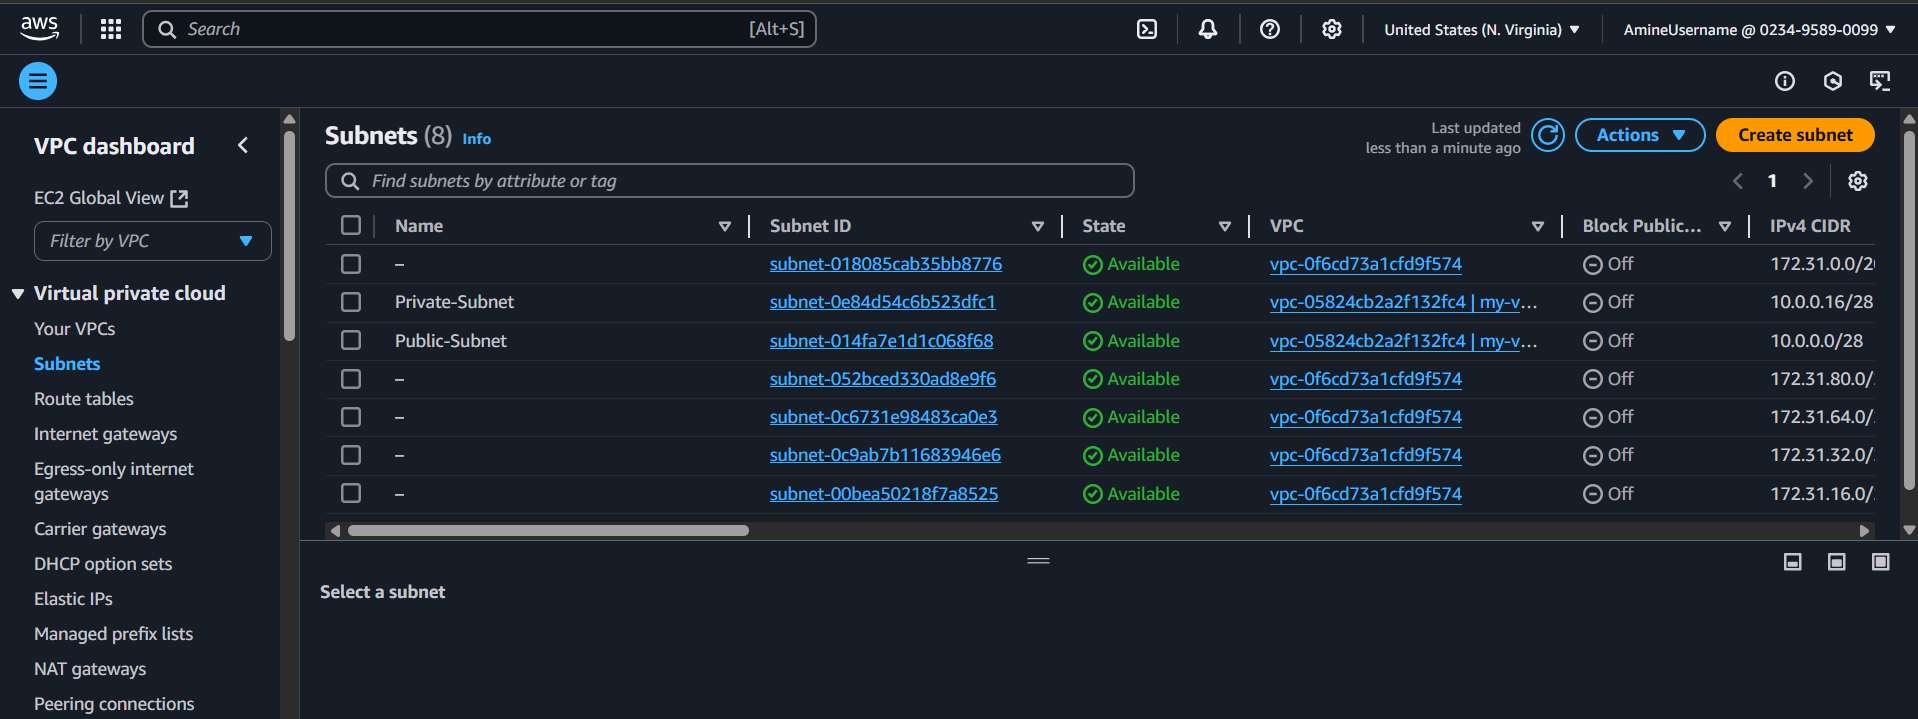 aws
Search [Alt+S]
United States (N. Virginia)
AmineUsername @ 0234-9589-0099
VPC dashboard
EC2 Global View
Filter by VPC
Virtual private cloud
Your VPCs
Subnets
Route tables
Internet gateways
Egress-only internet
gateways
Carrier gateways
DHCP option sets
Elastic IPs
Managed prefix lists
NAT gateways
Peering connections
Subnets (8) Info
Last updated
less than a minute ago
Actions
Create subnet
Find subnets by attribute or tag
1
Name Subnet ID State VPC Block Public... IPv4 CIDR
– subnet-018085cab35bb8776 Available vpc-0f6cd73a1cfd9f574 Off 172.31.0.0/20
Private-Subnet subnet-0e84d54c6b523dfc1 Available vpc-05824cb2a2f132fc4 | my-v... Off 10.0.0.16/28
Public-Subnet subnet-014fa7e1d1c068f68 Available vpc-05824cb2a2f132fc4 | my-v... Off 10.0.0.0/28
– subnet-052bced330ad8e9f6 Available vpc-0f6cd73a1cfd9f574 Off 172.31.80.0/
– subnet-0c6731e98483ca0e3 Available vpc-0f6cd73a1cfd9f574 Off 172.31.64.0/
– subnet-0c9ab7b11683946e6 Available vpc-0f6cd73a1cfd9f574 Off 172.31.32.0/
– subnet-00bea50218f7a8525 Available vpc-0f6cd73a1cfd9f574 Off 172.31.16.0/
Select a subnet